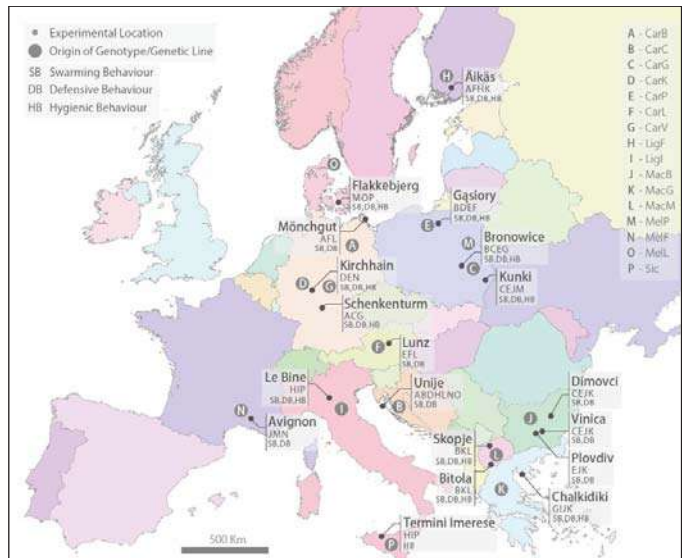 Experimental Location
Origin of Genotype/Genetic Line
SB Swarming Behaviour
DB Defensive Behaviour
HB Hygienic Behaviour
A - CarB
B - CarC
C - CarG
D - CarK
E - CarP
F - CarL
G - CarV
H - LigF
I - LigI
J - MacB
K - MacG
L - MacM
M - MelP
N - MelF
O - MelL
P - Sic
H
Äikäs
AFHK
SB,DB,HB
O
Flakkebjerg
MOP
SB,DB,HB
Mönchgut
AFL
SB,DB
A
Gąsiory
BDEF
SB,DB,HB
E
M
Bronowice
BCEG
SB,DB,HB
C
Kirchhain
DEN
SB,DB,HB
D
G
Kunki
CEJM
SB,DB,HB
Schenkenturm
ACG
SB,DB,HB
F
Lunz
EFL
SB,DB
Le Bine
HIP
SB,DB,HB
I
Unije
ABDHLNO
SB,DB
B
Dimovci
CEJK
SB,DB
N
Avignon
JMN
SB,DB
J
Vinica
CEJK
SB,DB
Skopje
BKL
SB,DB,HB
L
Plovdiv
EJK
SB,DB
Bitola
BKL
SB,DB,HB
K
Chalkidiki
GIJK
SB,DB,HB
Termini Imerese
HIP
HB
P
500 Km